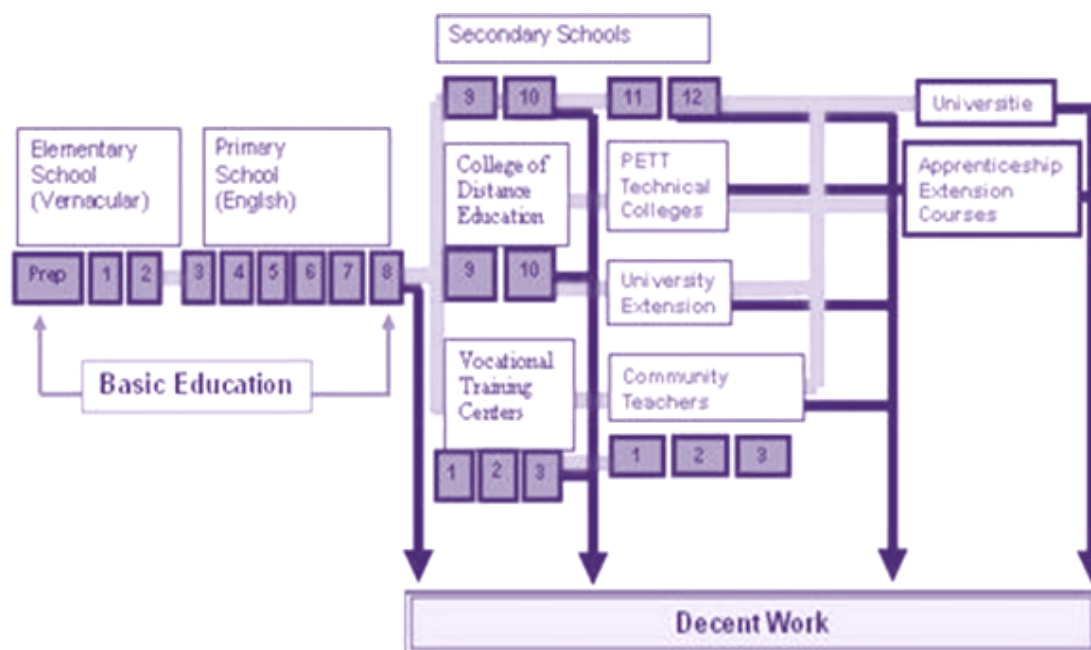 Secondary Schools
9 10 11 12
Universitie
Elementary
School
(Vernacular)
Primary
School
(English)
College of
Distance
Education
PETT
Technical
Colleges
Apprenticeship
Extension
Courses
Prep 1 2 3 4 5 6 7 8
9 10
University
Extension
Basic Education
Vocational
Training
Centers
Community
Teachers
1 2 3
1 2 3
Decent Work